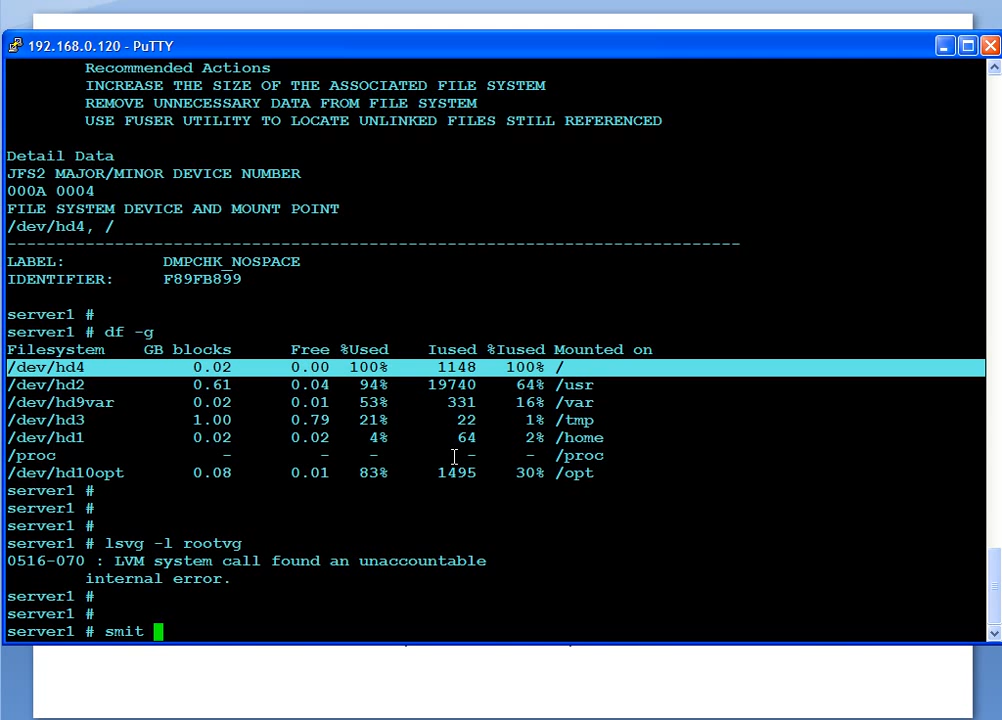 192.168.0.120 - PuTTY
Recommended Actions
INCREASE THE SIZE OF THE ASSOCIATED FILE SYSTEM
REMOVE UNNECESSARY DATA FROM FILE SYSTEM
USE FUSER UTILITY TO LOCATE UNLINKED FILES STILL REFERENCED
Detail Data
JFS2 MAJOR/MINOR DEVICE NUMBER
000A 0004
FILE SYSTEM DEVICE AND MOUNT POINT
/dev/hd4, /
---------------------------------------------------------------------------
LABEL: DMPCHK_NOSPACE
IDENTIFIER: F89FB899
server1 #
server1 # df -g
Filesystem GB blocks Free %Used Iused %Iused Mounted on
/dev/hd4 0.02 0.00 100% 1148 100% /
/dev/hd2 0.61 0.04 94% 19740 64% /usr
/dev/hd9var 0.02 0.01 53% 331 16% /var
/dev/hd3 1.00 0.79 21% 22 1% /tmp
/dev/hd1 0.02 0.02 4% 64 2% /home
/proc - - - - - /proc
/dev/hd10opt 0.08 0.01 83% 1495 30% /opt
server1 #
server1 #
server1 #
server1 # lsvg -l rootvg
0516-070 : LVM system call found an unaccountable
internal error.
server1 #
server1 #
server1 # smit